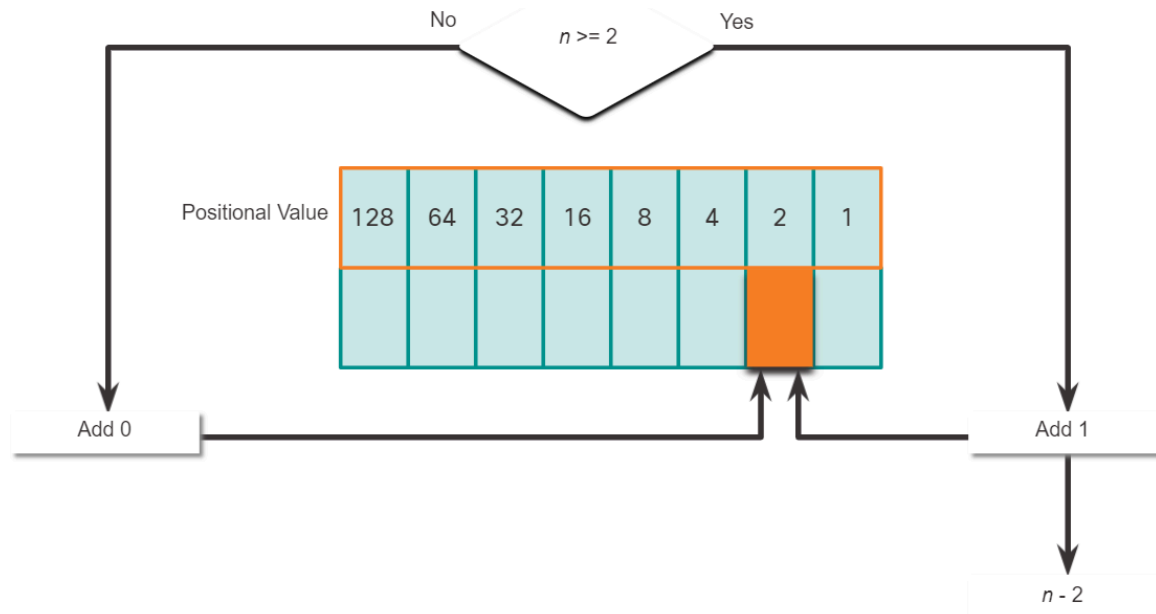 No
n >= 2
Yes
Positional Value
128 64 32 16 8 4 2 1
Add 0
Add 1
n - 2